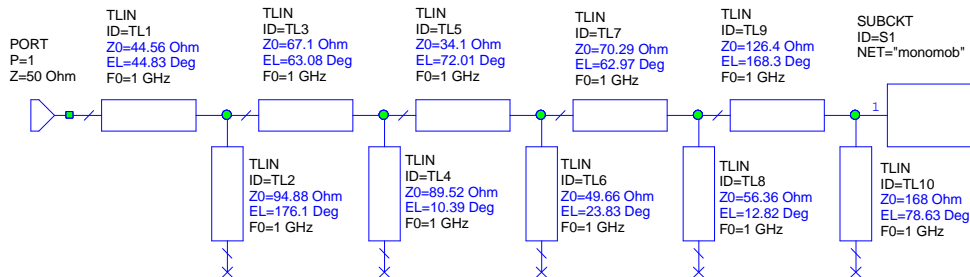 PORT
P=1
Z=50 Ohm
TLIN
ID=TL1
Z0=44.56 Ohm
EL=44.83 Deg
F0=1 GHz
TLIN
ID=TL3
Z0=67.1 Ohm
EL=63.08 Deg
F0=1 GHz
TLIN
ID=TL5
Z0=34.1 Ohm
EL=72.01 Deg
F0=1 GHz
TLIN
ID=TL7
Z0=70.29 Ohm
EL=62.97 Deg
F0=1 GHz
TLIN
ID=TL9
Z0=126.4 Ohm
EL=168.3 Deg
F0=1 GHz
SUBCKT
ID=S1
NET="monomob"
1
TLIN
ID=TL2
Z0=94.88 Ohm
EL=176.1 Deg
F0=1 GHz
TLIN
ID=TL4
Z0=89.52 Ohm
EL=10.39 Deg
F0=1 GHz
TLIN
ID=TL6
Z0=49.66 Ohm
EL=23.83 Deg
F0=1 GHz
TLIN
ID=TL8
Z0=56.36 Ohm
EL=12.82 Deg
F0=1 GHz
TLIN
ID=TL10
Z0=168 Ohm
EL=78.63 Deg
F0=1 GHz